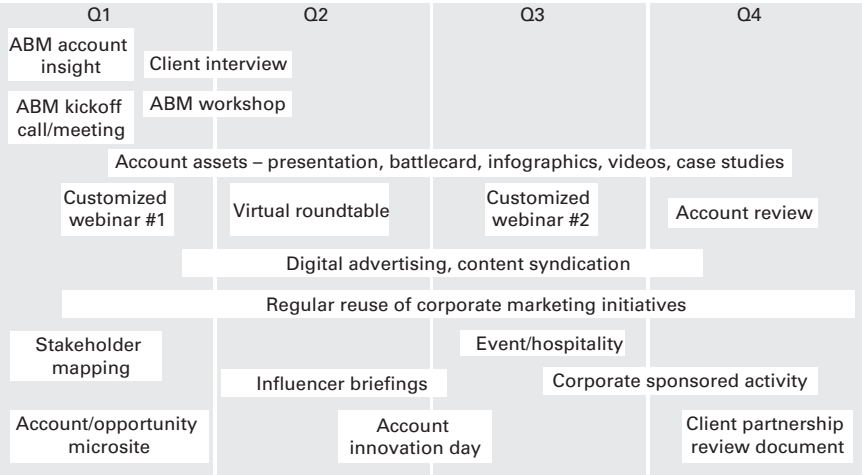 Q1
Q2
Q3
Q4
ABM account
insight
Client interview
ABM kickoff
call/meeting
ABM workshop
Account assets – presentation, battlecard, infographics, videos, case studies
Customized
webinar #1
Virtual roundtable
Customized
webinar #2
Account review
Digital advertising, content syndication
Regular reuse of corporate marketing initiatives
Stakeholder
mapping
Event/hospitality
Influencer briefings
Corporate sponsored activity
Account/opportunity
microsite
Account
innovation day
Client partnership
review document